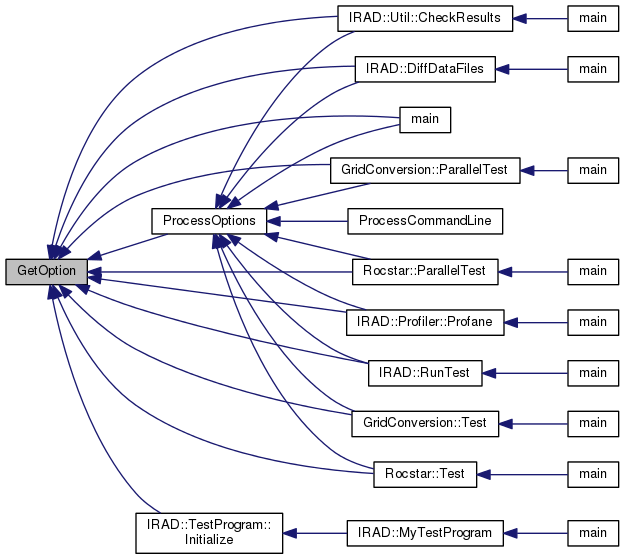 IRAD::Util::CheckResults
main
IRAD::DiffDataFiles
main
main
GridConversion::ParallelTest
main
ProcessOptions
ProcessCommandLine
GetOption
Rocstar::ParallelTest
main
IRAD::Profiler::Profane
main
IRAD::RunTest
main
GridConversion::Test
main
Rocstar::Test
main
IRAD::TestProgram::
Initialize
IRAD::MyTestProgram
main